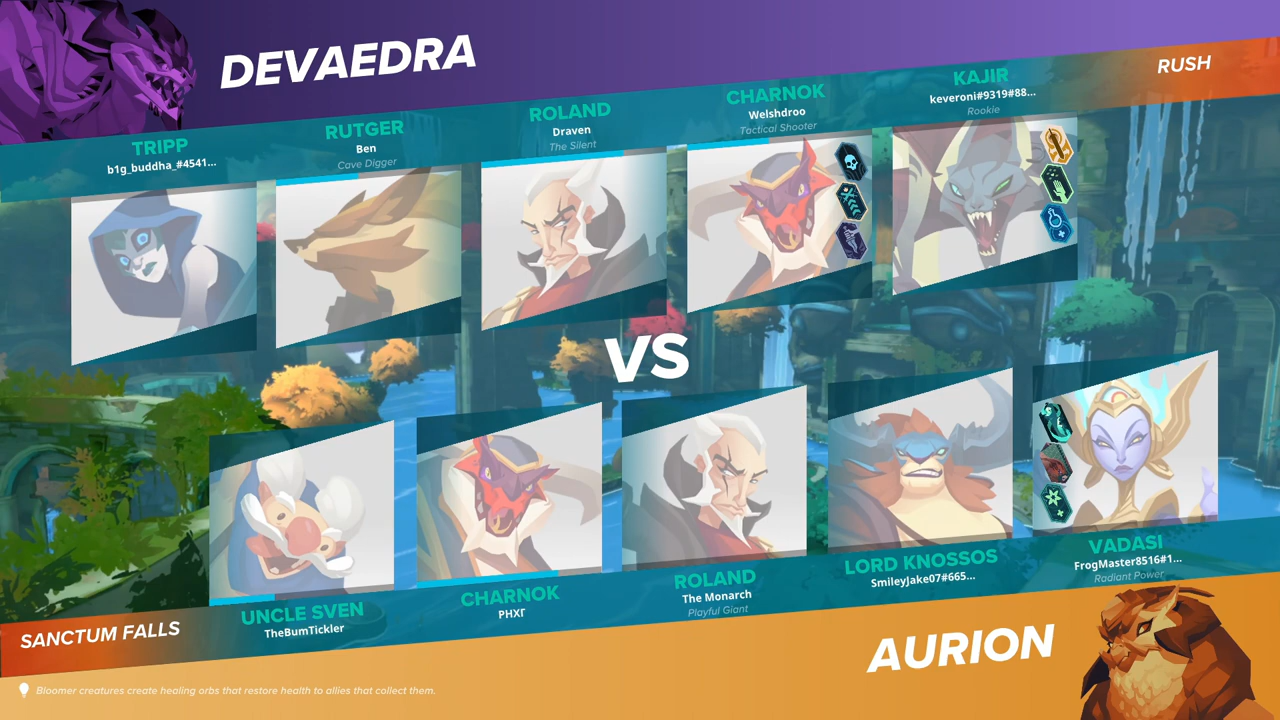 DEVAEDRA
RUSH
TRIPP
b1g_buddha_#4541...
RUTGER
Ben
Cave Digger
ROLAND
Draven
The Silent
CHARNOK
Welshdroo
Tactical Shooter
KAJIR
keveroni#9319#88...
Rookie
VS
UNCLE SVEN
TheBumTickler
CHARNOK
PHXΓ
ROLAND
The Monarch
Playful Giant
LORD KNOSSOS
SmileyJake07#665...
VADASI
FrogMaster8516#1...
Radiant Power
SANCTUM FALLS
AURION
Bloomer creatures create healing orbs that restore health to allies that collect them.